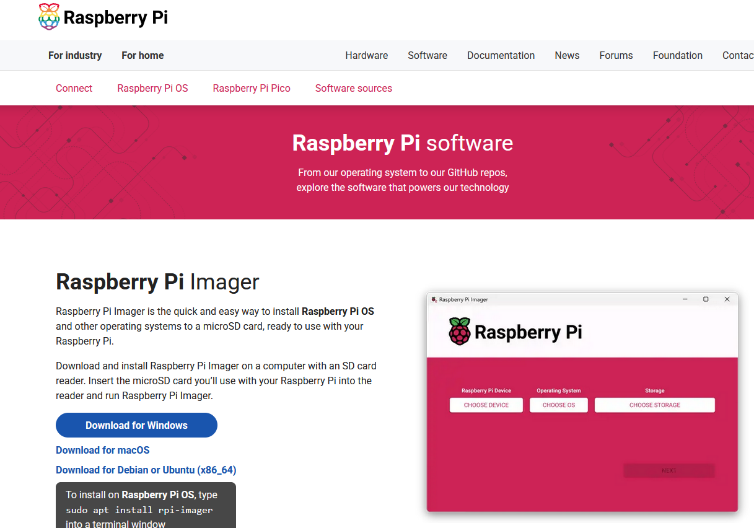 Raspberry Pi
For industry For home Hardware Software Documentation News Forums Foundation Contac
Connect Raspberry Pi OS Raspberry Pi Pico Software sources
Raspberry Pi software
From our operating system to our GitHub repos,
explore the software that powers our technology
Raspberry Pi Imager
Raspberry Pi Imager is the quick and easy way to install Raspberry Pi OS
and other operating systems to a microSD card, ready to use with your
Raspberry Pi.
Download and install Raspberry Pi Imager on a computer with an SD card
reader. Insert the microSD card you'll use with your Raspberry Pi into the
reader and run Raspberry Pi Imager.
Download for Windows
Download for macOS
Download for Debian or Ubuntu (x86_64)
To install on Raspberry Pi OS, type
sudo apt install rpi-imager
into a terminal window
Raspberry Pi Imager
Raspberry Pi
Raspberry Pi Device Operating System Storage
CHOOSE DEVICE CHOOSE OS CHOOSE STORAGE
NEXT